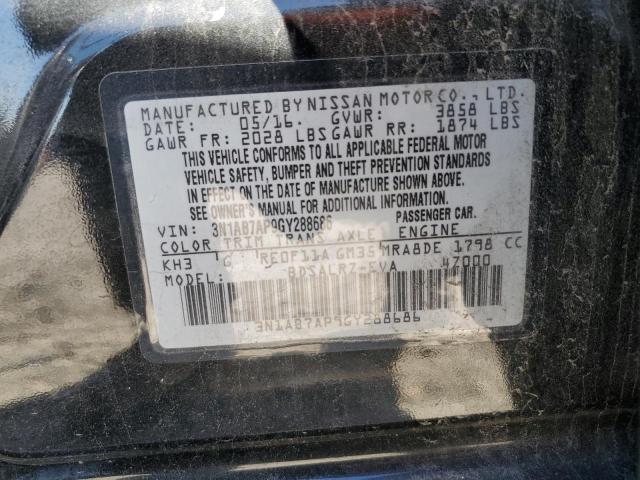 MANUFACTURED BY NISSAN MOTOR CO., LTD.
DATE: 05/16. GVWR: 3858 LBS
GAWR FR: 2028 LBS GAWR RR: 1874 LBS
THIS VEHICLE CONFORMS TO ALL APPLICABLE FEDERAL MOTOR
VEHICLE SAFETY, BUMPER AND THEFT PREVENTION STANDARDS
IN EFFECT ON THE DATE OF MANUFACTURE SHOWN ABOVE.
SEE OWNER'S MANUAL FOR ADDITIONAL INFORMATION.
VIN: 3N1AB7AP9GY288686 PASSENGER CAR.
COLOR TRIM TRANS AXLE ENGINE
KH3 G RE0F11A GM35 MRA8DE 1798 CC
MODEL: BDSALRZ-EVA 47000
3N1AB7AP9GY288686